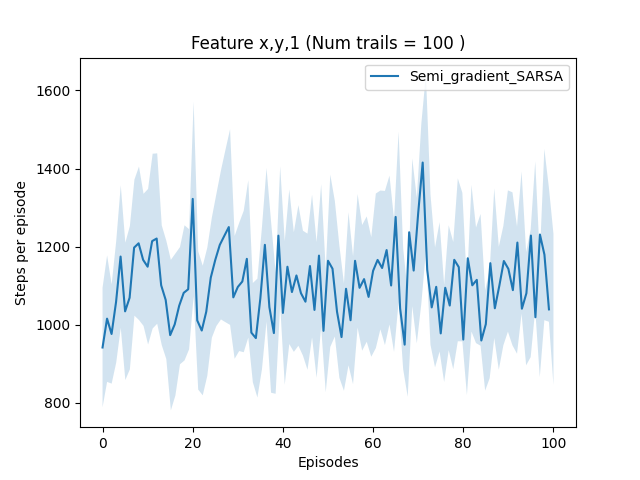 Feature x,y,1 (Num trails = 100 )
Semi_gradient_SARSA
Steps per episode
1600
1400
1200
1000
800
0 20 40 60 80 100
Episodes